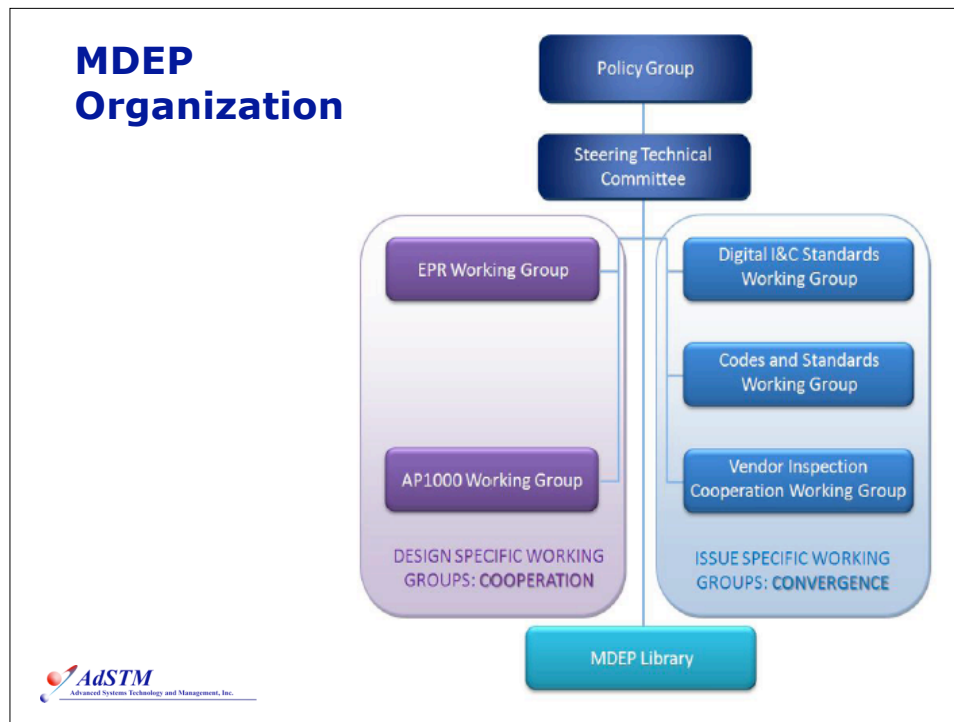 MDEP
Organization
Policy Group
Steering Technical
Committee
EPR Working Group
AP1000 Working Group
DESIGN SPECIFIC WORKING
GROUPS: COOPERATION
Digital I&C Standards
Working Group
Codes and Standards
Working Group
Vendor Inspection
Cooperation Working Group
ISSUE SPECIFIC WORKING
GROUPS: CONVERGENCE
MDEP Library
AdSTM
Advanced Systems Technology and Management, Inc.